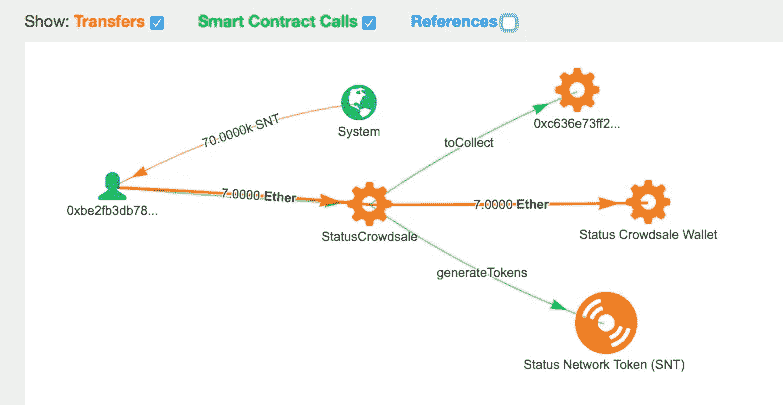 Show: Transfers Smart Contract Calls References
0xc636e73ff2...
System
70.0000k SNT
toCollect
0xbe2fb3db78...
7.0000 Ether
StatusCrowdsale
7.0000 Ether
Status Crowdsale Wallet
generateTokens
Status Network Token (SNT)